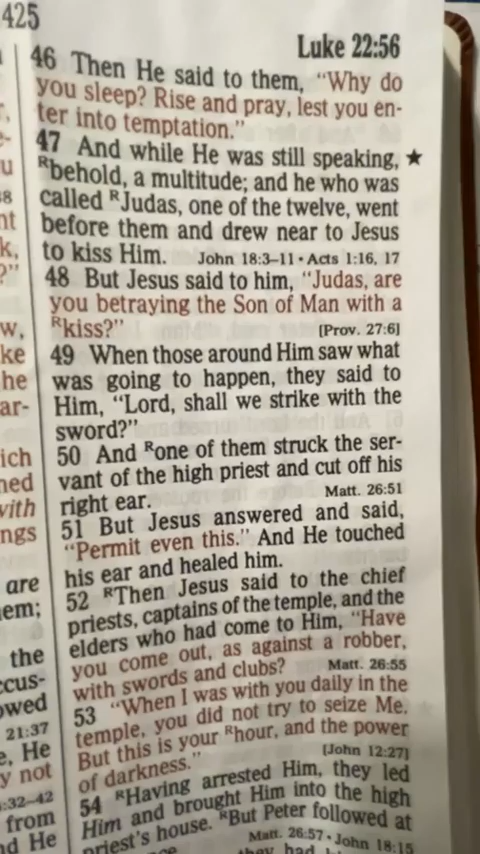 425
Luke 22:56
46 Then He said to them, “Why do
you sleep? Rise and pray, lest you en-
ter into temptation.”
47 And while He was still speaking, ★
Rbehold, a multitude; and he who was
called RJudas, one of the twelve, went
before them and drew near to Jesus
to kiss Him. John 18:3–11 • Acts 1:16, 17
48 But Jesus said to him, “Judas, are
you betraying the Son of Man with a
Rkiss?” [Prov. 27:6]
49 When those around Him saw what
was going to happen, they said to
Him, “Lord, shall we strike with the
sword?”
50 And Rone of them struck the ser-
vant of the high priest and cut off his
right ear. Matt. 26:51
51 But Jesus answered and said,
“Permit even this.” And He touched
his ear and healed him.
52 RThen Jesus said to the chief
priests, captains of the temple, and the
elders who had come to Him, “Have
you come out, as against a robber,
with swords and clubs? Matt. 26:55
53 “When I was with you daily in the
temple, you did not try to seize Me.
But this is your Rhour, and the power
of darkness.” [John 12:27]
54 RHaving arrested Him, they led
Him and brought Him into the high
priest's house. RBut Peter followed at
Matt. 26:57 • John 18:15
they had